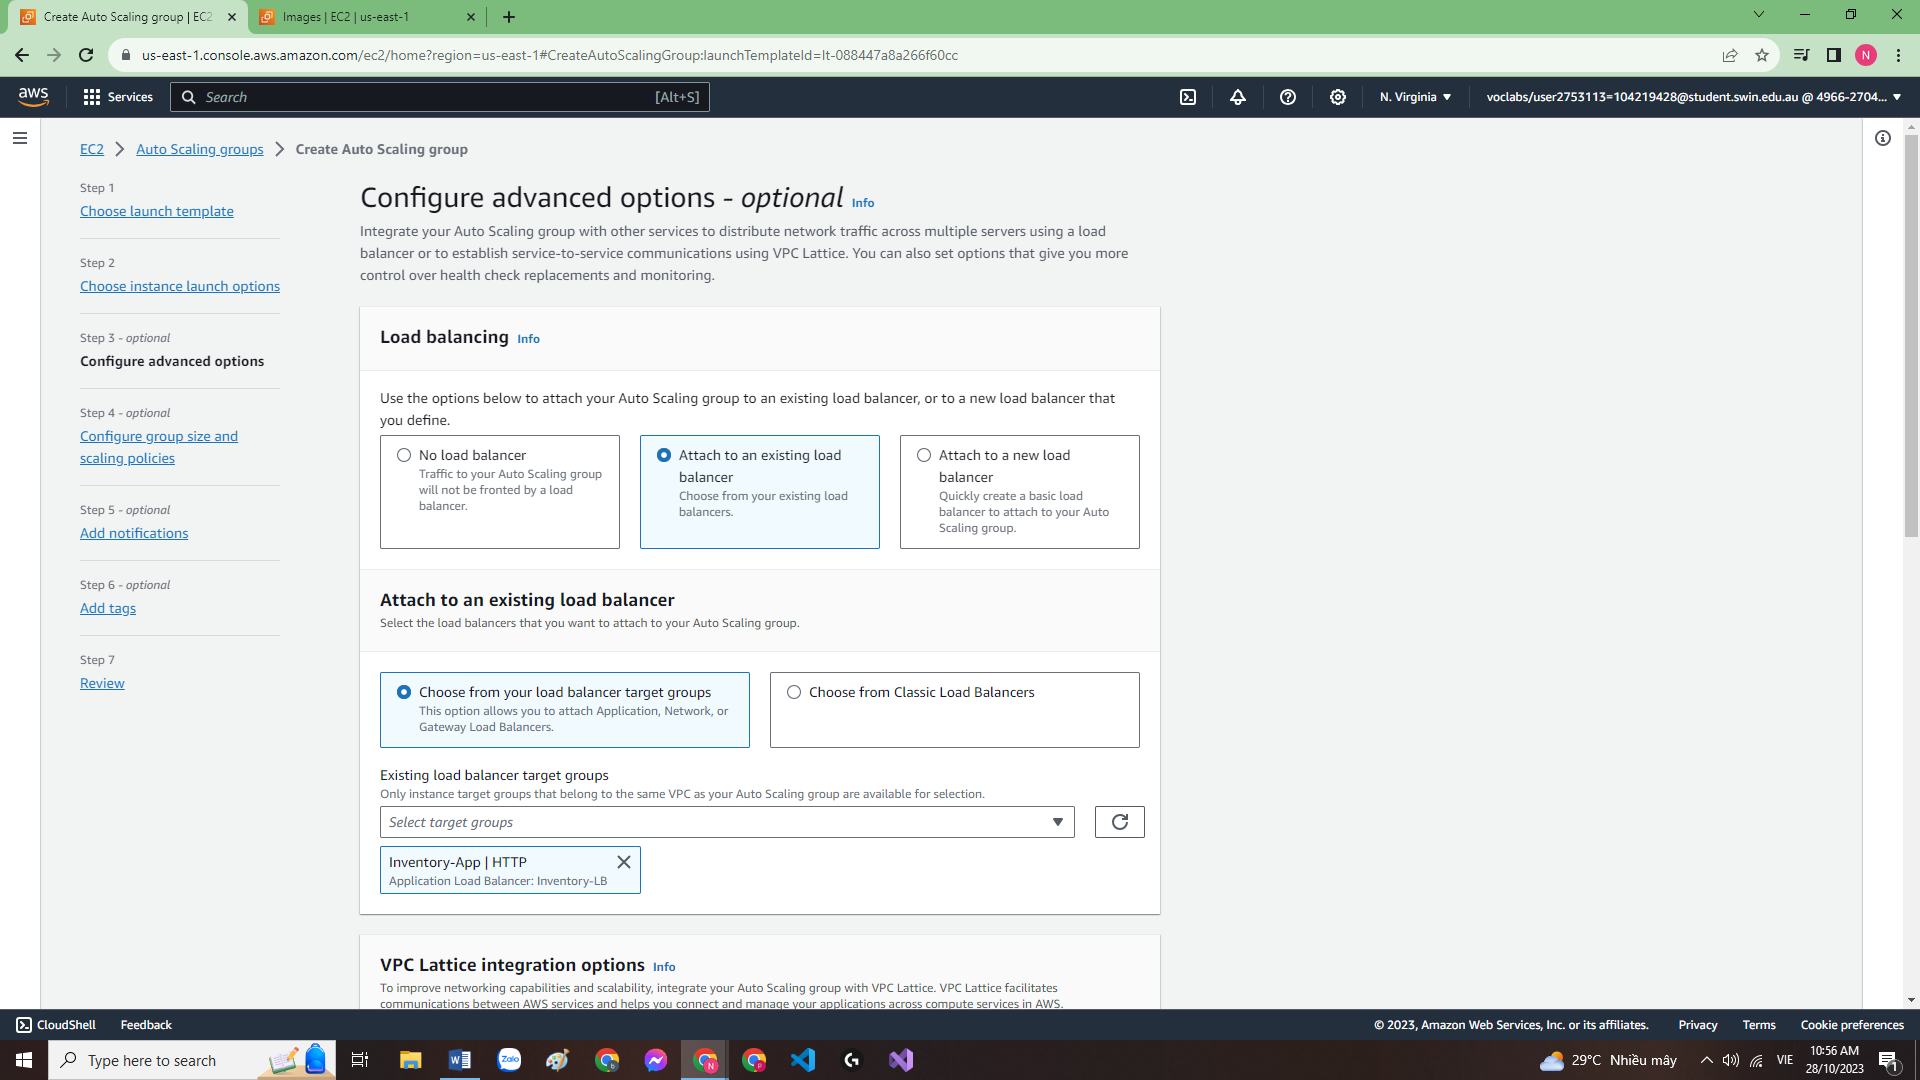 Create Auto Scaling group | EC2
Images | EC2 | us-east-1
us-east-1.console.aws.amazon.com/ec2/home?region=us-east-1#CreateAutoScalingGroup:launchTemplateId=lt-088447a8a266f60cc
N
aws
Services
Search
[Alt+S]
N. Virginia
voclabs/user2753113=104219428@student.swin.edu.au @ 4966-2704...
EC2
Auto Scaling groups
Create Auto Scaling group
Step 1
Choose launch template
Step 2
Choose instance launch options
Step 3 - optional
Configure advanced options
Step 4 - optional
Configure group size and
scaling policies
Step 5 - optional
Add notifications
Step 6 - optional
Add tags
Step 7
Review
Configure advanced options - optional Info
Integrate your Auto Scaling group with other services to distribute network traffic across multiple servers using a load
balancer or to establish service-to-service communications using VPC Lattice. You can also set options that give you more
control over health check replacements and monitoring.
Load balancing Info
Use the options below to attach your Auto Scaling group to an existing load balancer, or to a new load balancer that
you define.
No load balancer
Traffic to your Auto Scaling group
will not be fronted by a load
balancer.
Attach to an existing load
balancer
Choose from your existing load
balancers.
Attach to a new load
balancer
Quickly create a basic load
balancer to attach to your Auto
Scaling group.
Attach to an existing load balancer
Select the load balancers that you want to attach to your Auto Scaling group.
Choose from your load balancer target groups
This option allows you to attach Application, Network, or
Gateway Load Balancers.
Choose from Classic Load Balancers
Existing load balancer target groups
Only instance target groups that belong to the same VPC as your Auto Scaling group are available for selection.
Select target groups
Inventory-App | HTTP
Application Load Balancer: Inventory-LB
VPC Lattice integration options Info
To improve networking capabilities and scalability, integrate your Auto Scaling group with VPC Lattice. VPC Lattice facilitates
communications between AWS services and helps you connect and manage your applications across compute services in AWS.
CloudShell
Feedback
© 2023, Amazon Web Services, Inc. or its affiliates.
Privacy
Terms
Cookie preferences
Type here to search
Zalo
29°C Nhiều mây
VIE
10:56 AM
28/10/2023
1